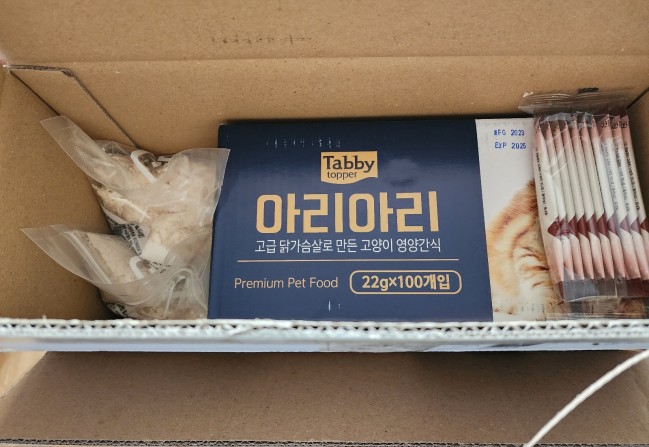 MFG 2023
EXP 2025
Tabby
topper
아리아리
고급 닭가슴살로 만든 고양이 영양간식
Premium Pet Food
22g×100개입